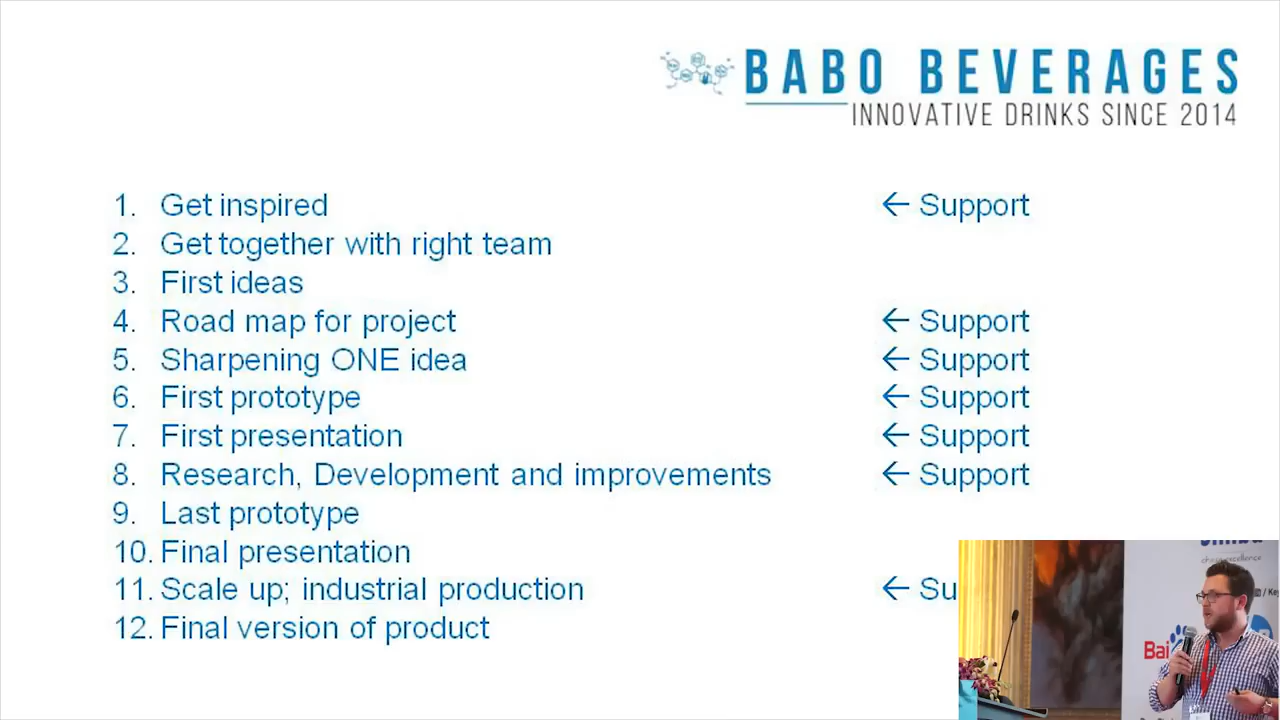 BABO BEVERAGES
INNOVATIVE DRINKS SINCE 2014
1. Get inspired ← Support
2. Get together with right team
3. First ideas
4. Road map for project ← Support
5. Sharpening ONE idea ← Support
6. First prototype ← Support
7. First presentation ← Support
8. Research, Development and improvements ← Support
9. Last prototype
10. Final presentation
11. Scale up; industrial production ← Su
12. Final version of product
Bai